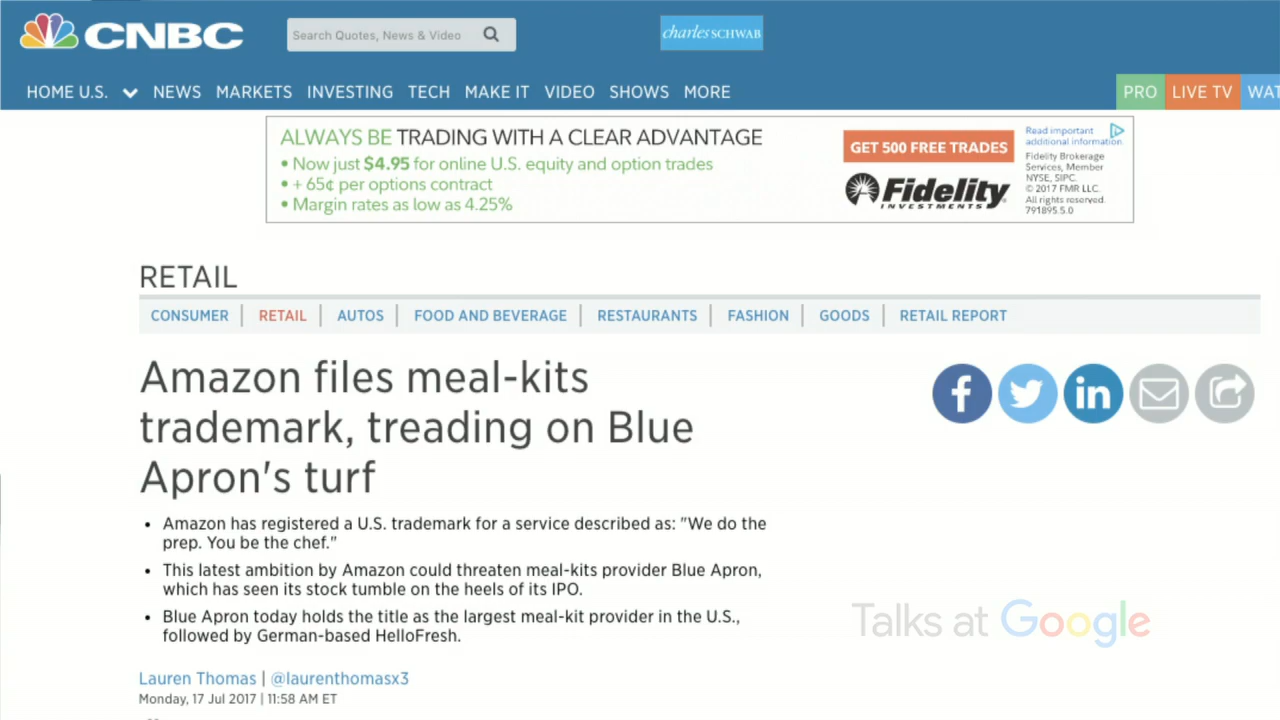 CNBC
Search Quotes, News & Video
charles SCHWAB
HOME U.S. NEWS MARKETS INVESTING TECH MAKE IT VIDEO SHOWS MORE
PRO LIVE TV WAT
ALWAYS BE TRADING WITH A CLEAR ADVANTAGE
• Now just $4.95 for online U.S. equity and option trades
• + 65¢ per options contract
• Margin rates as low as 4.25%
GET 500 FREE TRADES
Fidelity
INVESTMENTS
Read important
additional information.
Fidelity Brokerage
Services, Member
NYSE, SIPC.
© 2017 FMR LLC.
All rights reserved.
791895.5.0
RETAIL
CONSUMER | RETAIL | AUTOS | FOOD AND BEVERAGE | RESTAURANTS | FASHION | GOODS | RETAIL REPORT
Amazon files meal-kits
trademark, treading on Blue
Apron's turf
• Amazon has registered a U.S. trademark for a service described as: "We do the
prep. You be the chef."
• This latest ambition by Amazon could threaten meal-kits provider Blue Apron,
which has seen its stock tumble on the heels of its IPO.
• Blue Apron today holds the title as the largest meal-kit provider in the U.S.,
followed by German-based HelloFresh.
Talks at Google
Lauren Thomas | @laurenthomasx3
Monday, 17 Jul 2017 | 11:58 AM ET